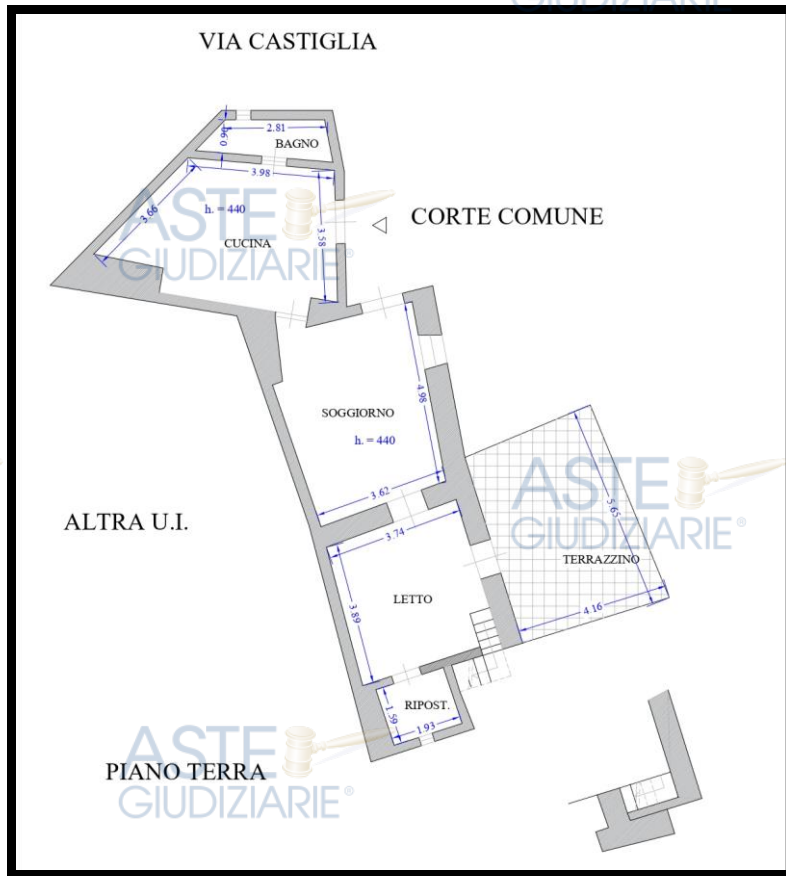 GIUDIZIARIE
VIA CASTIGLIA
2.81
0.90
BAGNO
3.98
3.66
h. = 440
3.58
CUCINA
CORTE COMUNE
ASTE
GIUDIZIARIE®
4.98
SOGGIORNO
h. = 440
3.62
ALTRA U.I.
3.74
ASTE
GIUDIZIARIE®
5.65
TERRAZZINO
3.89
LETTO
4.16
RIPOST.
1.59
1.93
ASTE
PIANO TERRA
GIUDIZIARIE®